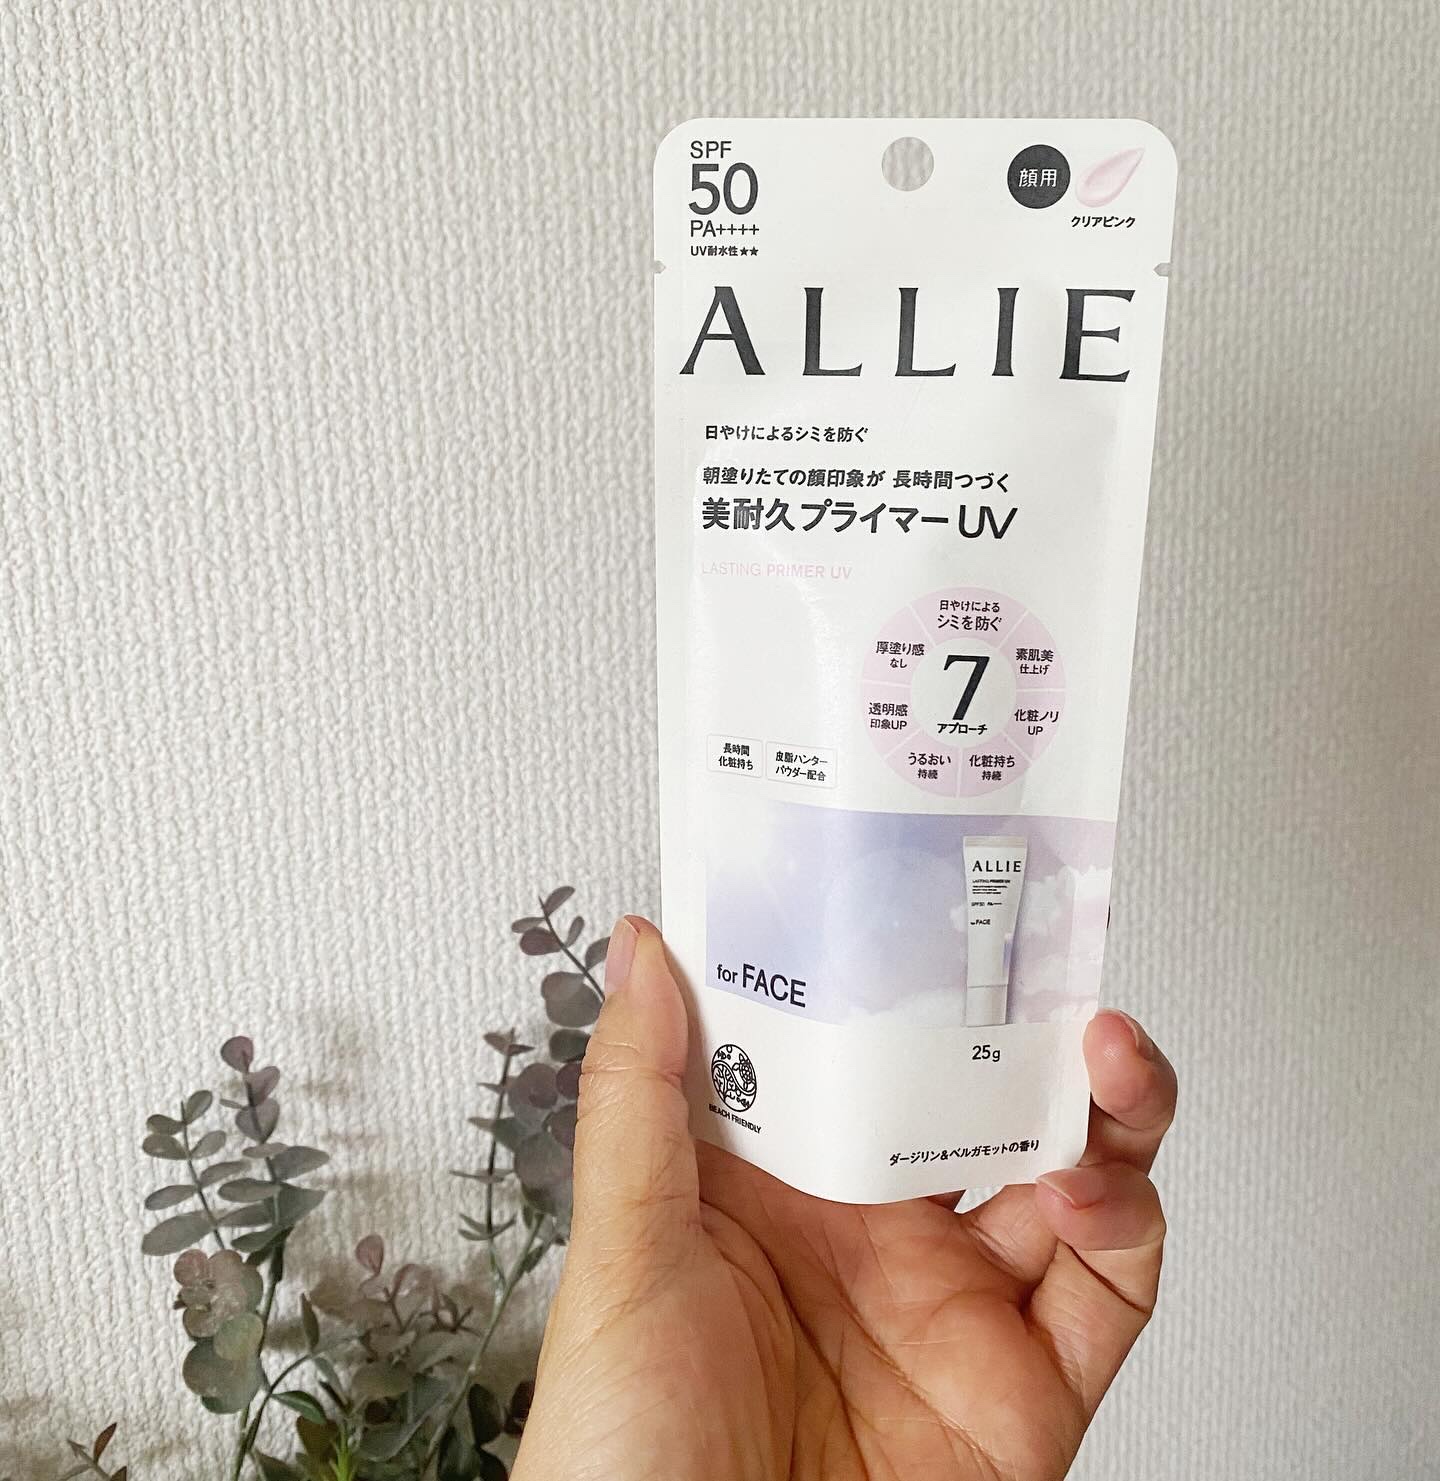 SPF
50
PA++++
UV耐水性★★
顔用
クリアピンク
ALLIE
日やけによるシミを防ぐ
朝塗りたての顔印象が 長時間つづく
美耐久プライマーUV
LASTING PRIMER UV
日やけによる
シミを防ぐ
素肌美
仕上げ
化粧ノリ
UP
化粧持ち
持続
うるおい
持続
透明感
印象UP
厚塗り感
なし
7
アプローチ
長時間
化粧持ち
皮脂ハンター
パウダー配合
ALLIE
LASTING PRIMER UV
SPF50 PA++++
for FACE
for FACE
25g
BEACH FRIENDLY
ダージリン&ベルガモットの香り